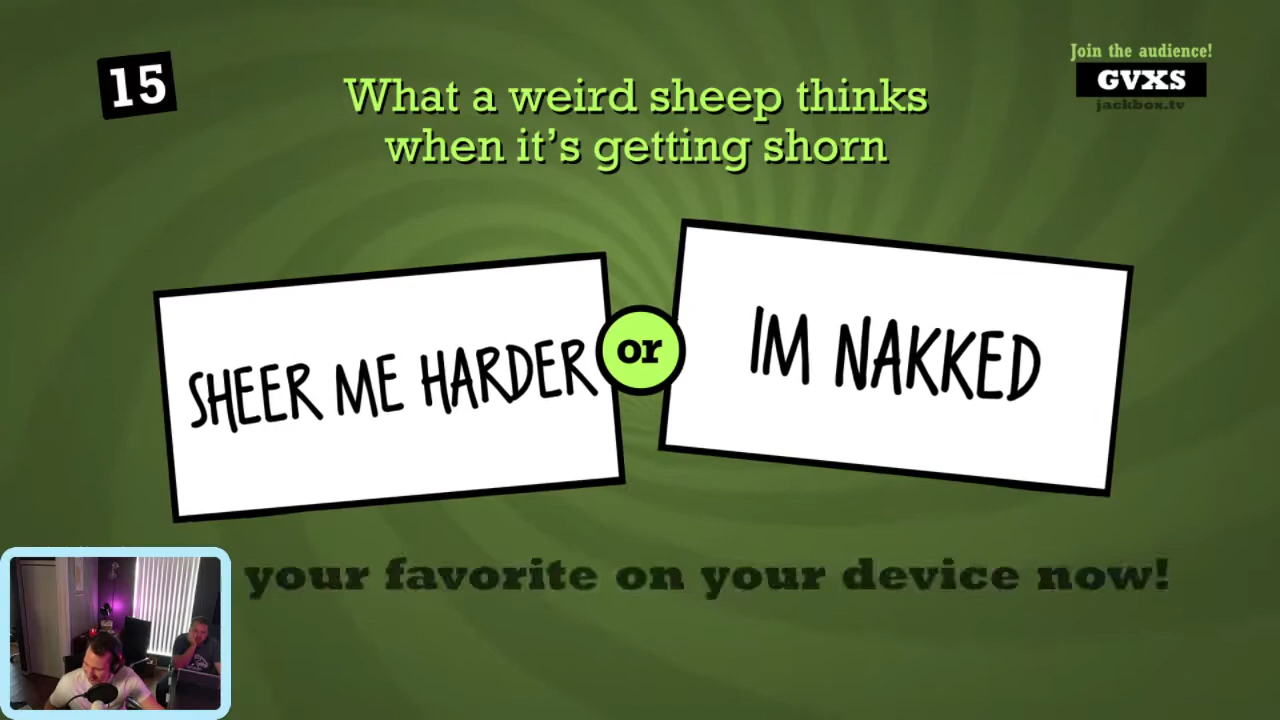 15
What a weird sheep thinks
when it's getting shorn
Join the audience!
GVXS
jackbox.tv
SHEER ME HARDER
or
IM NAKKED
your favorite on your device now!